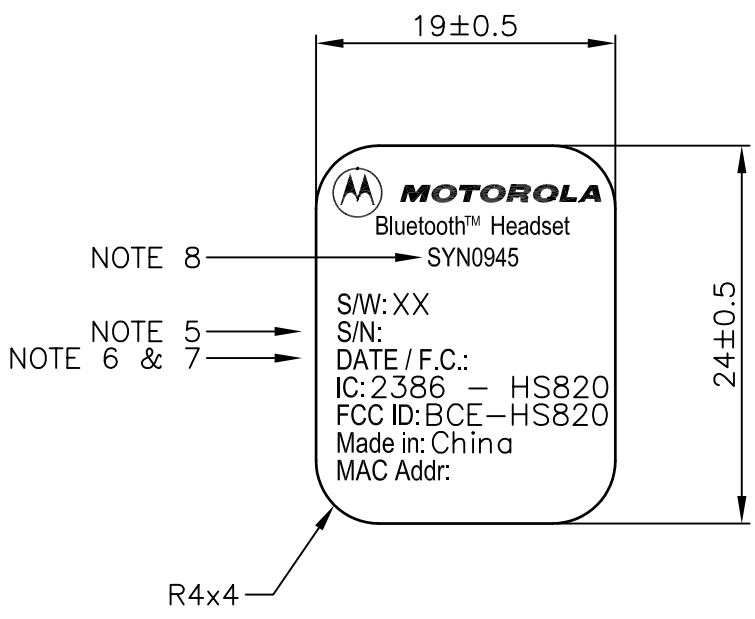 19±0.5
MOTOROLA
Bluetooth™ Headset
NOTE 8
SYN0945
S/W: XX
NOTE 5
S/N:
NOTE 6 & 7
DATE / F.C.:
IC: 2386 - HS820
FCC ID: BCE-HS820
Made in: China
MAC Addr:
24±0.5
R4x4